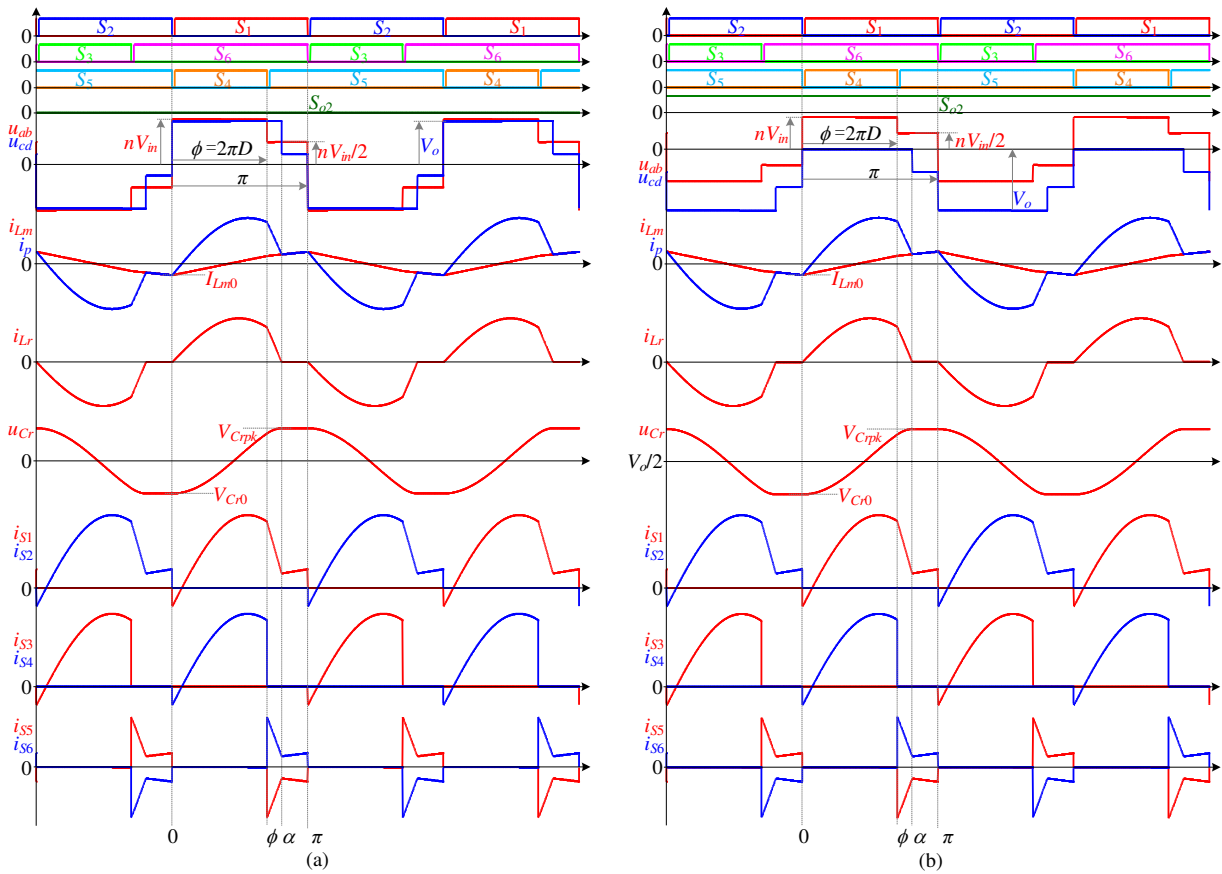 S2 S1 S2 S1
0
S3 S6 S3 S6
0
S5 S4 S5 S4
0
So2
0
uab
ucd
nVin
ϕ=2πD
nVin/2
Vo
0
π
iLm
ip
0
ILm0
iLr
0
uCr
VCrpk
0
VCr0
iS1
iS2
0
iS3
iS4
0
iS5
iS6
0
0 ϕ α π
(a)
S2 S1 S2 S1
0
S3 S6 S3 S6
0
S5 S4 S5 S4
0
So2
0
uab
ucd
nVin
ϕ=2πD
nVin/2
0
π
Vo
iLm
ip
0
ILm0
iLr
0
uCr
VCrpk
Vo/2
VCr0
iS1
iS2
0
iS3
iS4
0
iS5
iS6
0
0 ϕ α π
(b)